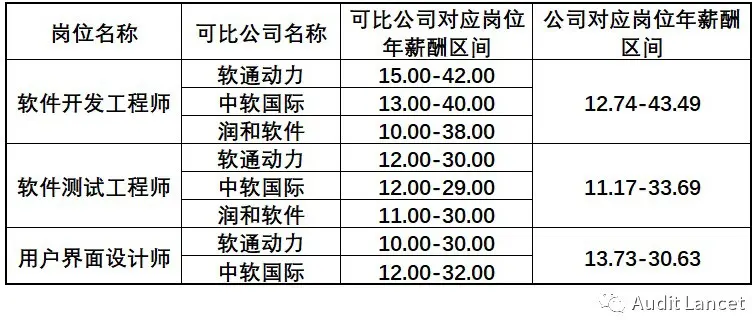 岗位名称 可比公司名称 可比公司对应岗位年薪酬区间 公司对应岗位年薪酬区间
软件开发工程师 软通动力 15.00-42.00 12.74-43.49
中软国际 13.00-40.00
润和软件 10.00-38.00
软件测试工程师 软通动力 12.00-30.00 11.17-33.69
中软国际 12.00-29.00
润和软件 11.00-30.00
用户界面设计师 软通动力 10.00-30.00 13.73-30.63
中软国际 12.00-32.00
Audit Lancet